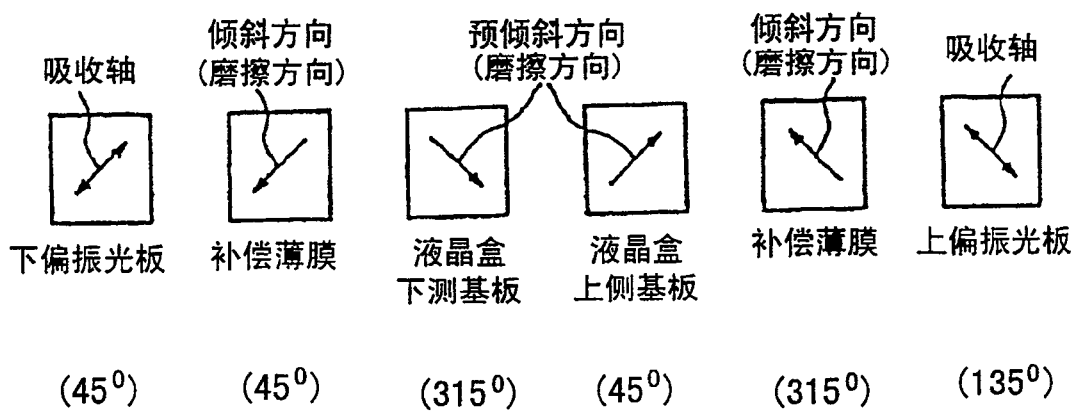 吸收轴
倾斜方向
(磨擦方向)
预倾斜方向
(磨擦方向)
倾斜方向
(磨擦方向)
吸收轴
下偏振光板
补偿薄膜
液晶盒
下测基板
液晶盒
上侧基板
补偿薄膜
上偏振光板
(45⁰)
(45⁰)
(315⁰)
(45⁰)
(315⁰)
(135⁰)